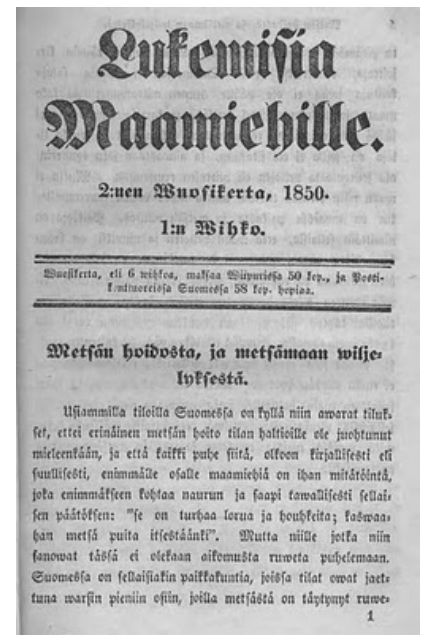 Lukemisia
Maamiehille.
2:nen Wuosikerta, 1850.
1:n Wihko.
Wuosikerta, eli 6 wihkoa, maksaa Wiipurissa 50 kop., ja Posti-
konttuoreissa Suomessa 58 kop. hopiaa.
Metsän hoidosta, ja metsämaan wilje-
lyksestä.
Usiammilla tiloilla Suomessa on kyllä niin awarat tiluk-
set, ettei erinäinen metsän hoito tilan haltioille ole juohtunut
mieleenkään, ja että kaikki puhe siitä, olkoon kirjallisesti eli
suullisesti, enimmälle osalle maamiehiä on ihan mitätöintä,
joka enimmäkseen kohtaa naurun ja saapi tawallisesti sellai-
sen päätöksen: "se on turhaa lorua ja houhkeita; kaswaa-
han metsä puita itsestäänki". Mutta niille jotka niin
sanowat tässä ei olekaan aikomusta ruweta puhelemaan.
Suomessa on sellaisiakin paikkakuntia, joissa tilat owat jaet-
tuna warsin pieniin osiin, joilla metsästä on täytynyt ruwe-
1